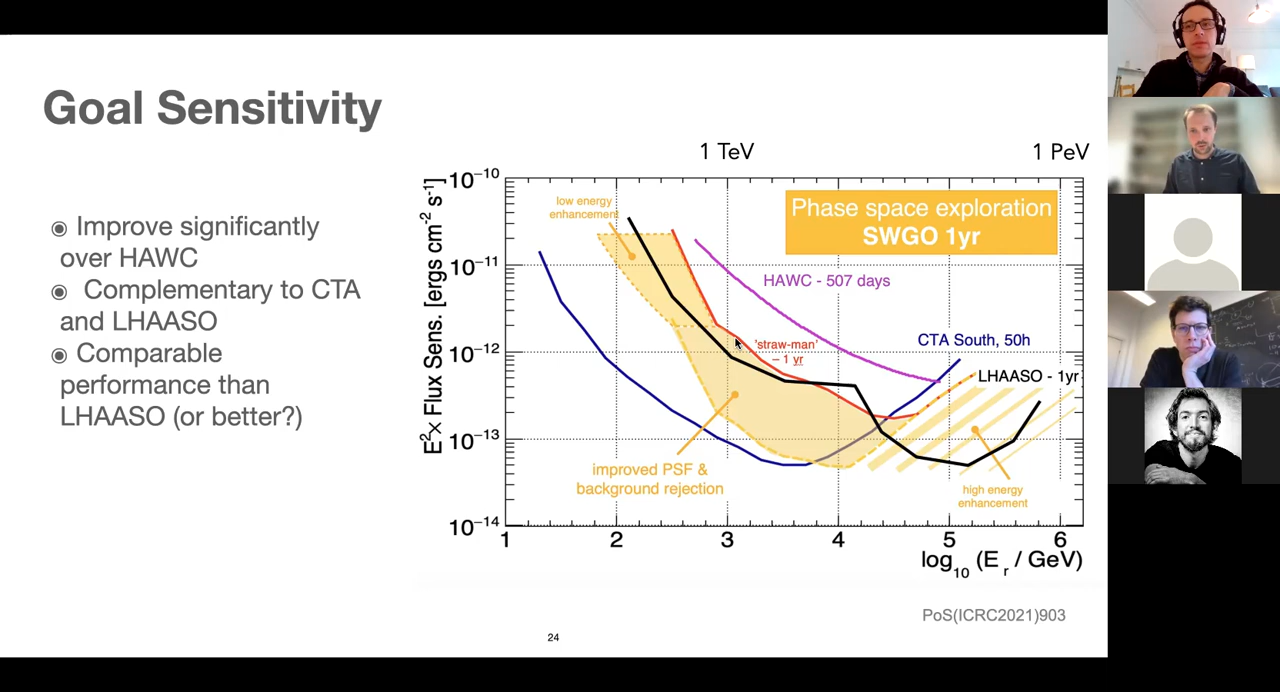 Goal Sensitivity
◉ Improve significantly
over HAWC
◉ Complementary to CTA
and LHAASO
◉ Comparable
performance than
LHAASO (or better?)
1 TeV
1 PeV
E²× Flux Sens. [ergs cm⁻² s⁻¹]
10⁻¹⁰
10⁻¹¹
10⁻¹²
10⁻¹³
10⁻¹⁴
low energy
enhancement
Phase space exploration
SWGO 1yr
HAWC - 507 days
'straw-man'
– 1 yr
CTA South, 50h
LHAASO - 1yr
improved PSF &
background rejection
high energy
enhancement
1 2 3 4 5 6
log₁₀ (Eᵣ / GeV)
PoS(ICRC2021)903
24